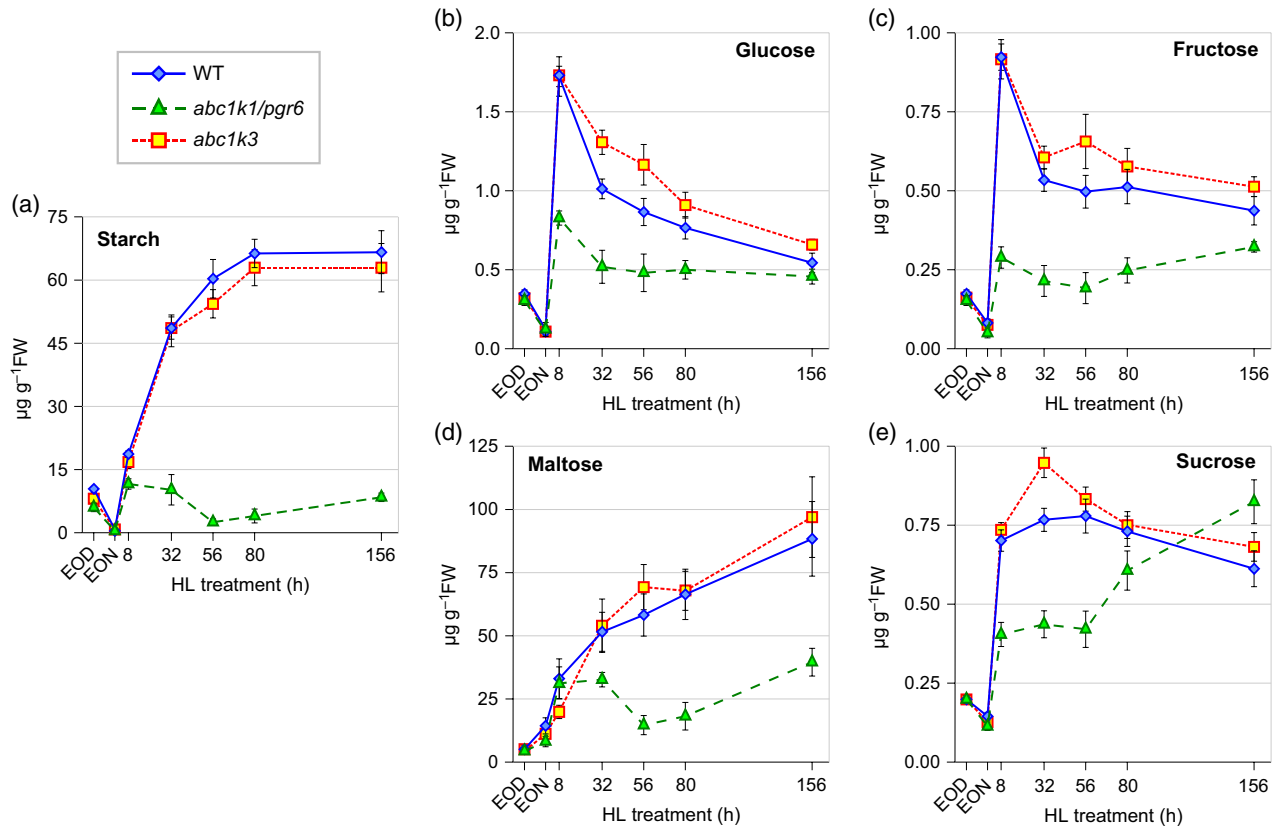 WT
abc1k1/pgr6
abc1k3
(a)
Starch
µg g⁻¹FW
75
60
45
30
15
0
EOD
EON
8
32
56
80
156
HL treatment (h)
(b)
Glucose
µg g⁻¹FW
2.0
1.5
1.0
0.5
0.0
EOD
EON
8
32
56
80
156
HL treatment (h)
(c)
Fructose
µg g⁻¹FW
1.00
0.75
0.50
0.25
0.00
EOD
EON
8
32
56
80
156
HL treatment (h)
(d)
Maltose
µg g⁻¹FW
125
100
75
50
25
0
EOD
EON
8
32
56
80
156
HL treatment (h)
(e)
Sucrose
µg g⁻¹FW
1.00
0.75
0.50
0.25
0.00
EOD
EON
8
32
56
80
156
HL treatment (h)